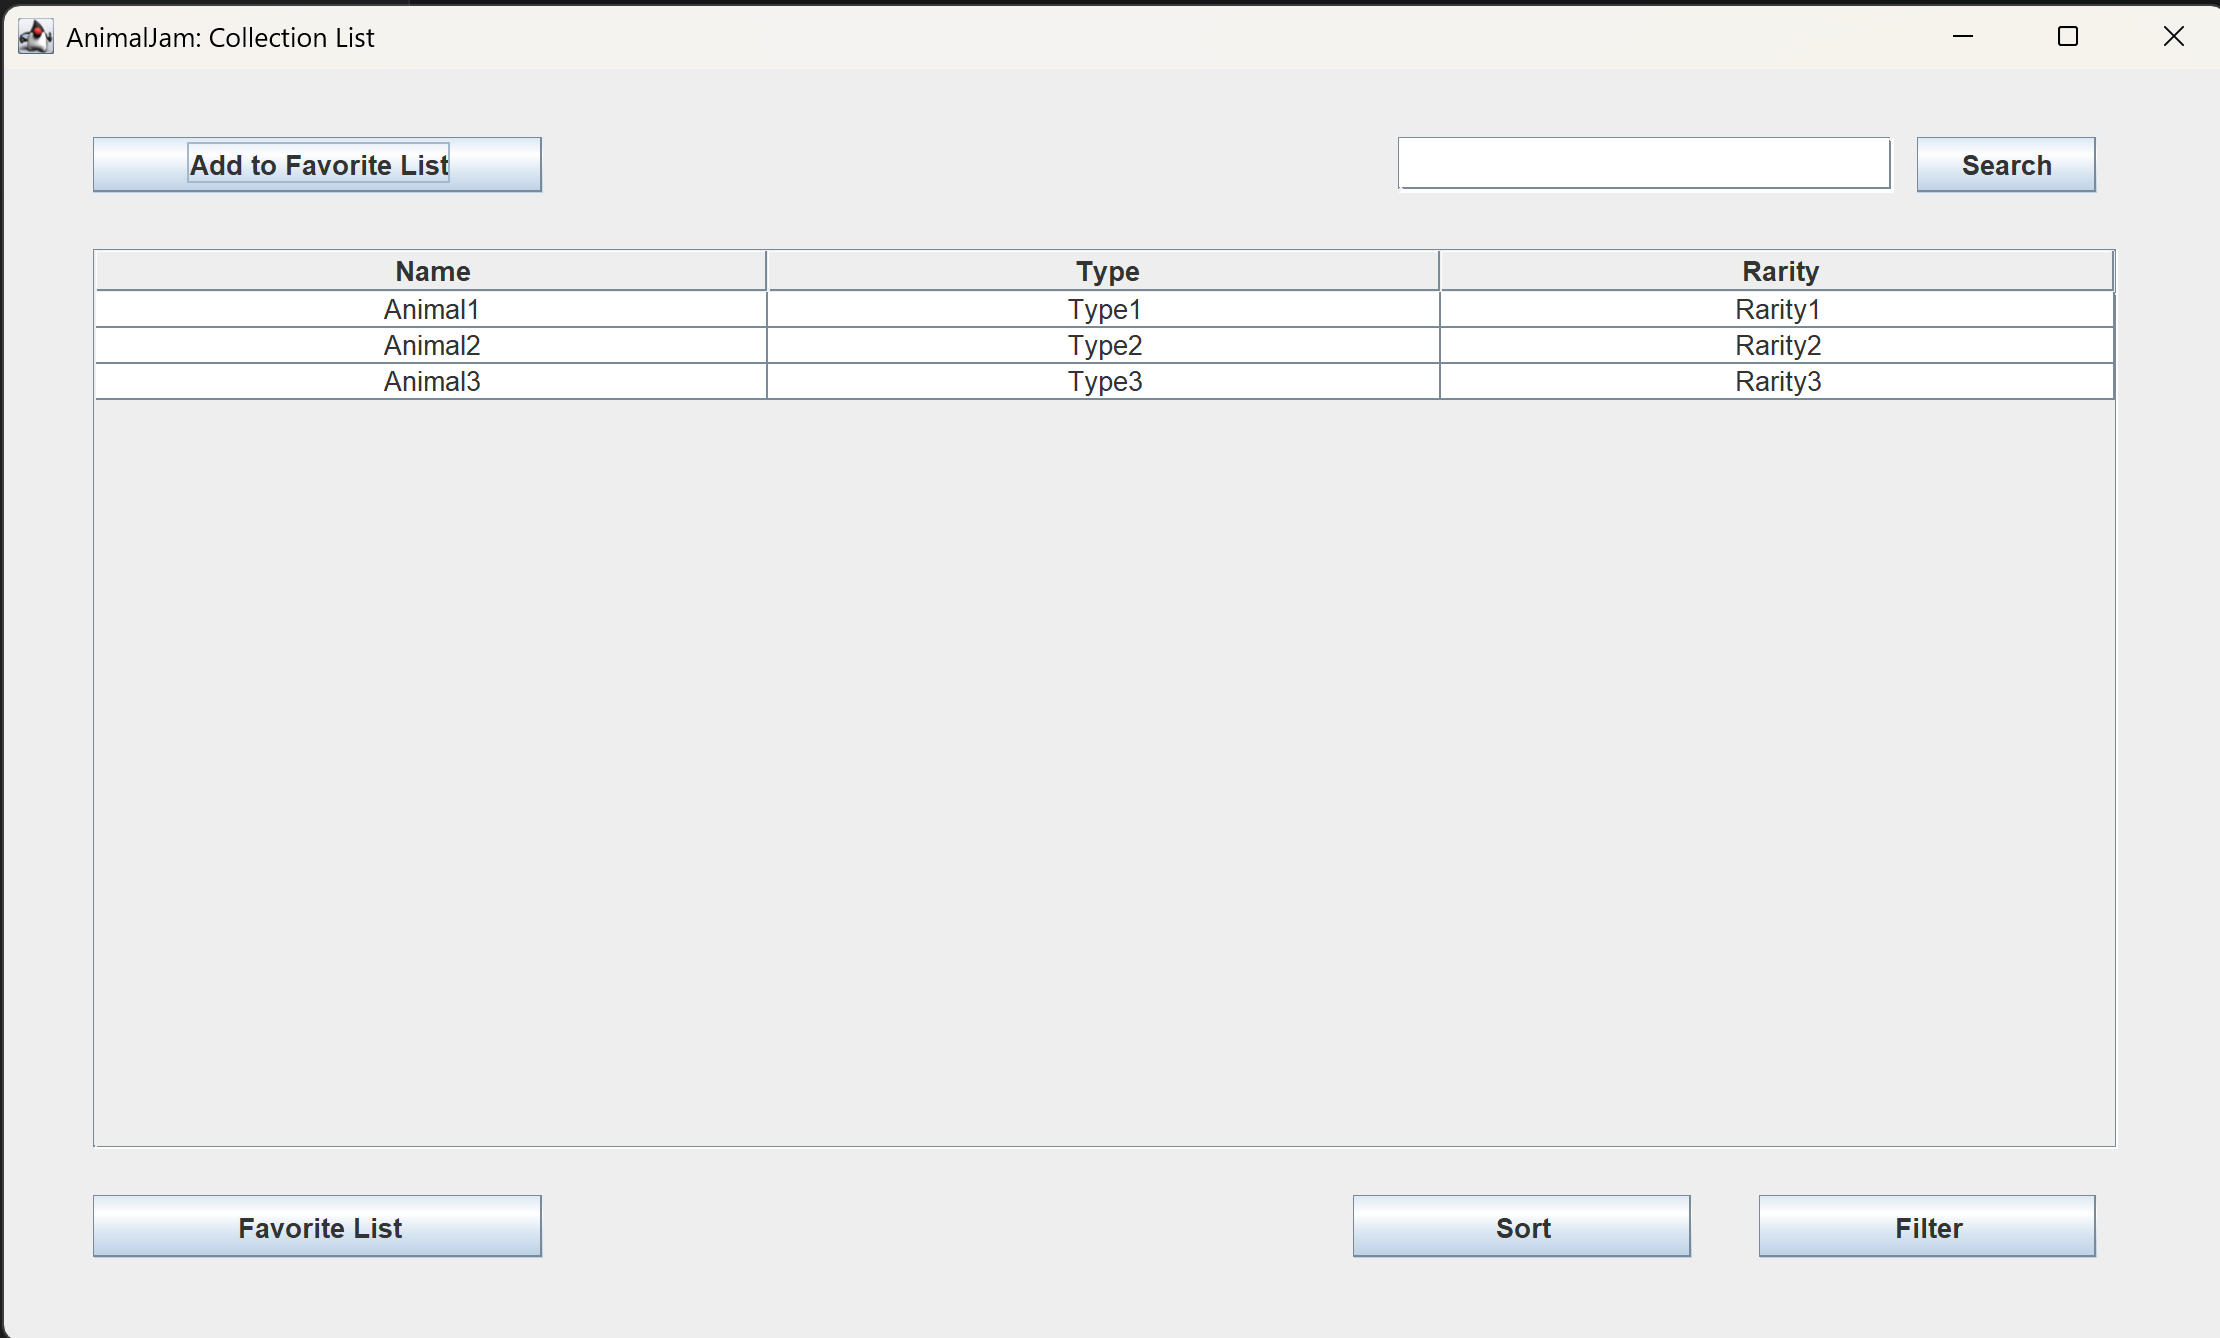 AnimalJam: Collection List
Add to Favorite List
Search
Name Type Rarity
Animal1 Type1 Rarity1
Animal2 Type2 Rarity2
Animal3 Type3 Rarity3
Favorite List
Sort
Filter